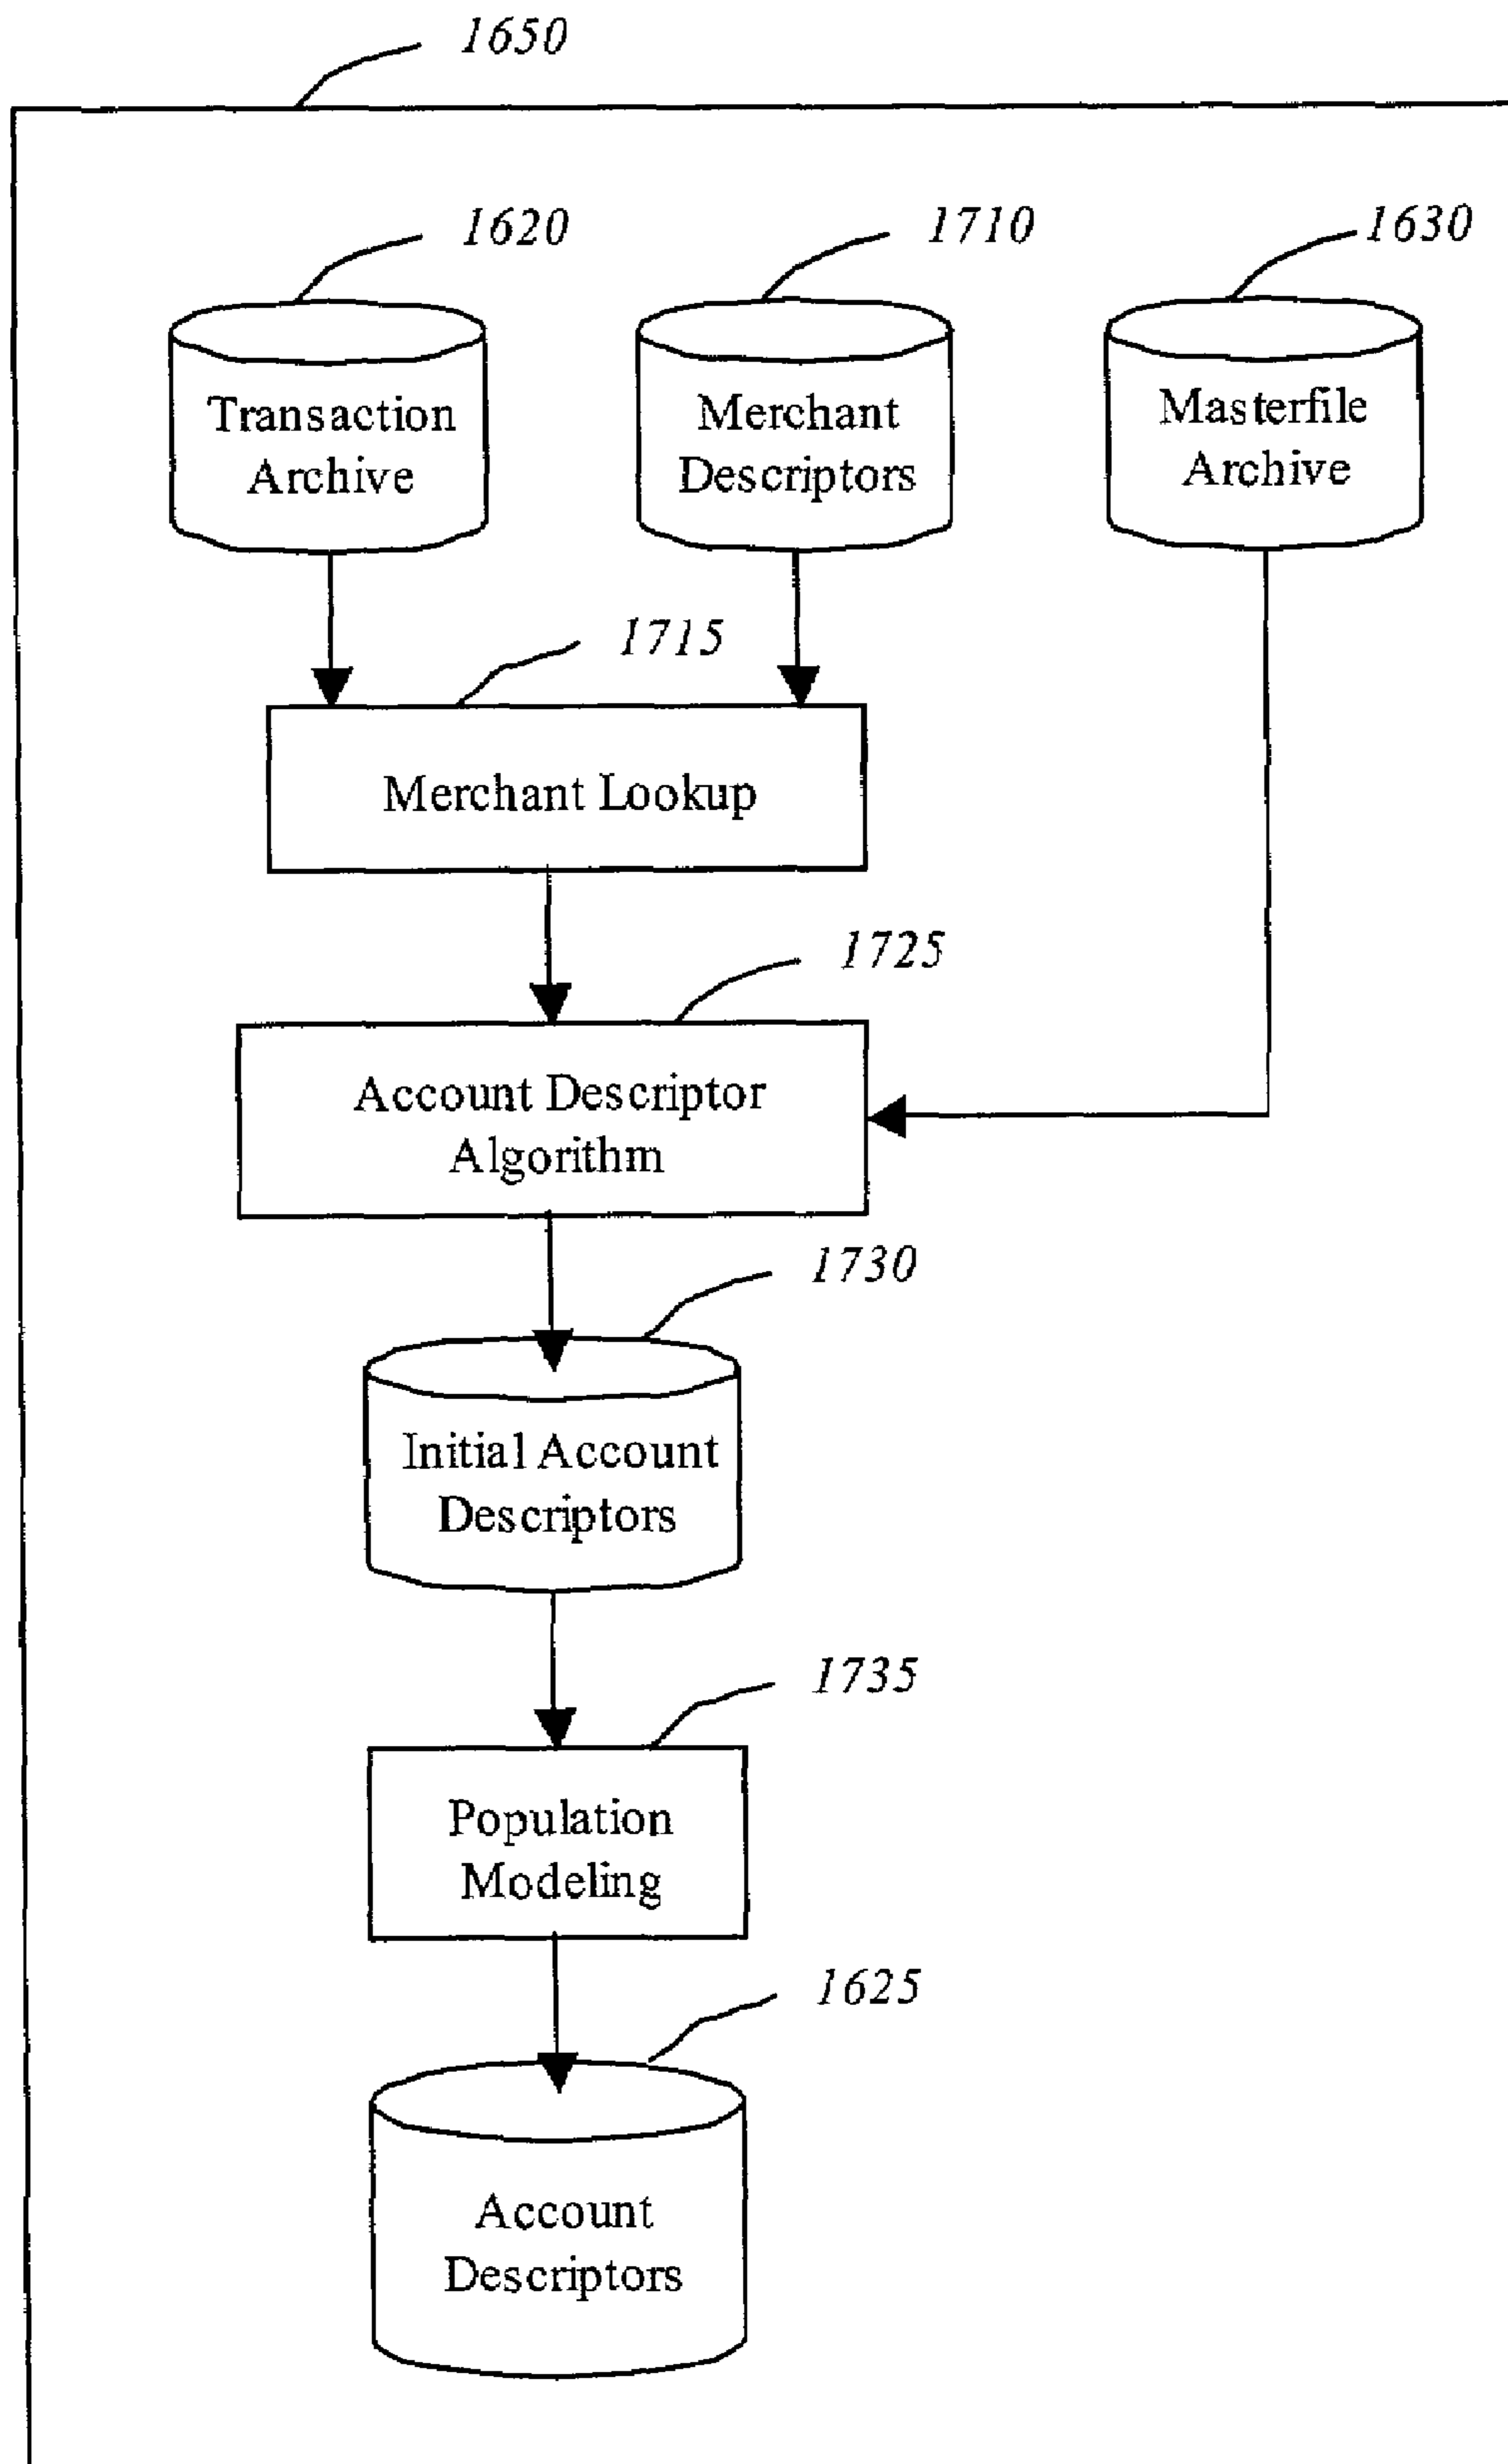 1650
1620
1710
1630
Transaction
Archive
Merchant
Descriptors
Masterfile
Archive
1715
Merchant Lookup
1725
Account Descriptor
Algorithm
1730
Initial Account
Descriptors
1735
Population
Modeling
1625
Account
Descriptors